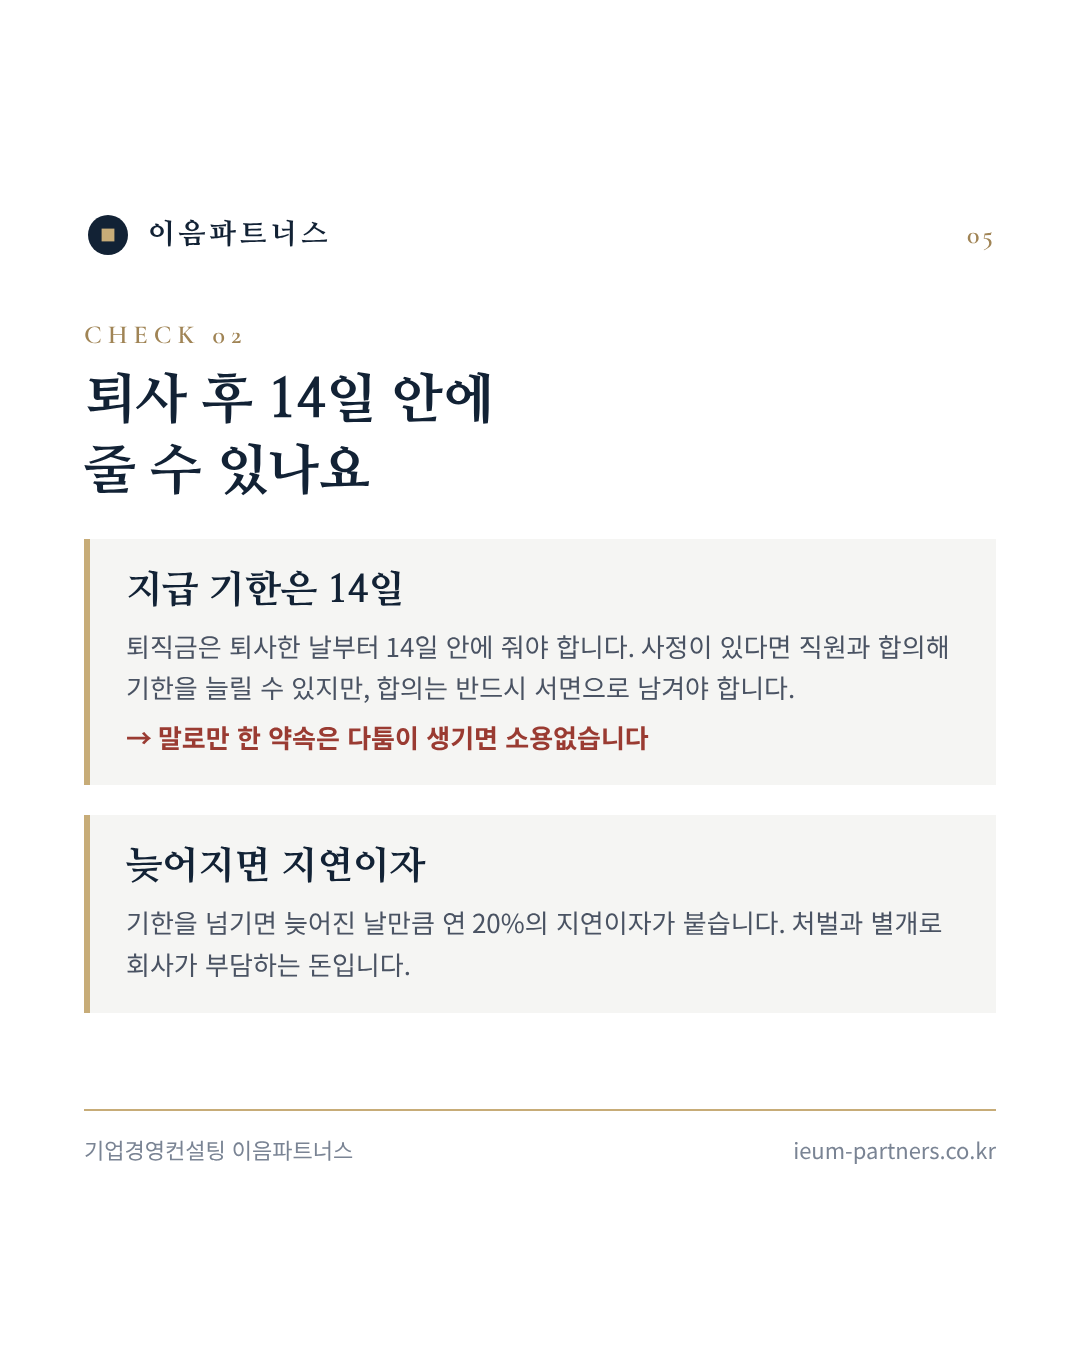 이음파트너스
05
CHECK 02
퇴사 후 14일 안에
줄 수 있나요
지급 기한은 14일
퇴직금은 퇴사한 날부터 14일 안에 줘야 합니다. 사정이 있다면 직원과 합의해
기한을 늘릴 수 있지만, 합의는 반드시 서면으로 남겨야 합니다.
→ 말로만 한 약속은 다툼이 생기면 소용없습니다
늦어지면 지연이자
기한을 넘기면 늦어진 날만큼 연 20%의 지연이자가 붙습니다. 처벌과 별개로
회사가 부담하는 돈입니다.
기업경영컨설팅 이음파트너스
ieum-partners.co.kr